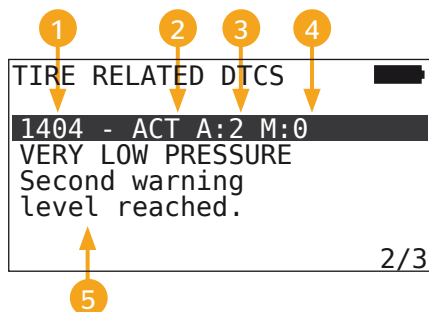 1 2 3 4
TIRE RELATED DTCS
1404 - ACT A:2 M:0
VERY LOW PRESSURE
Second warning
level reached.
2/3
5